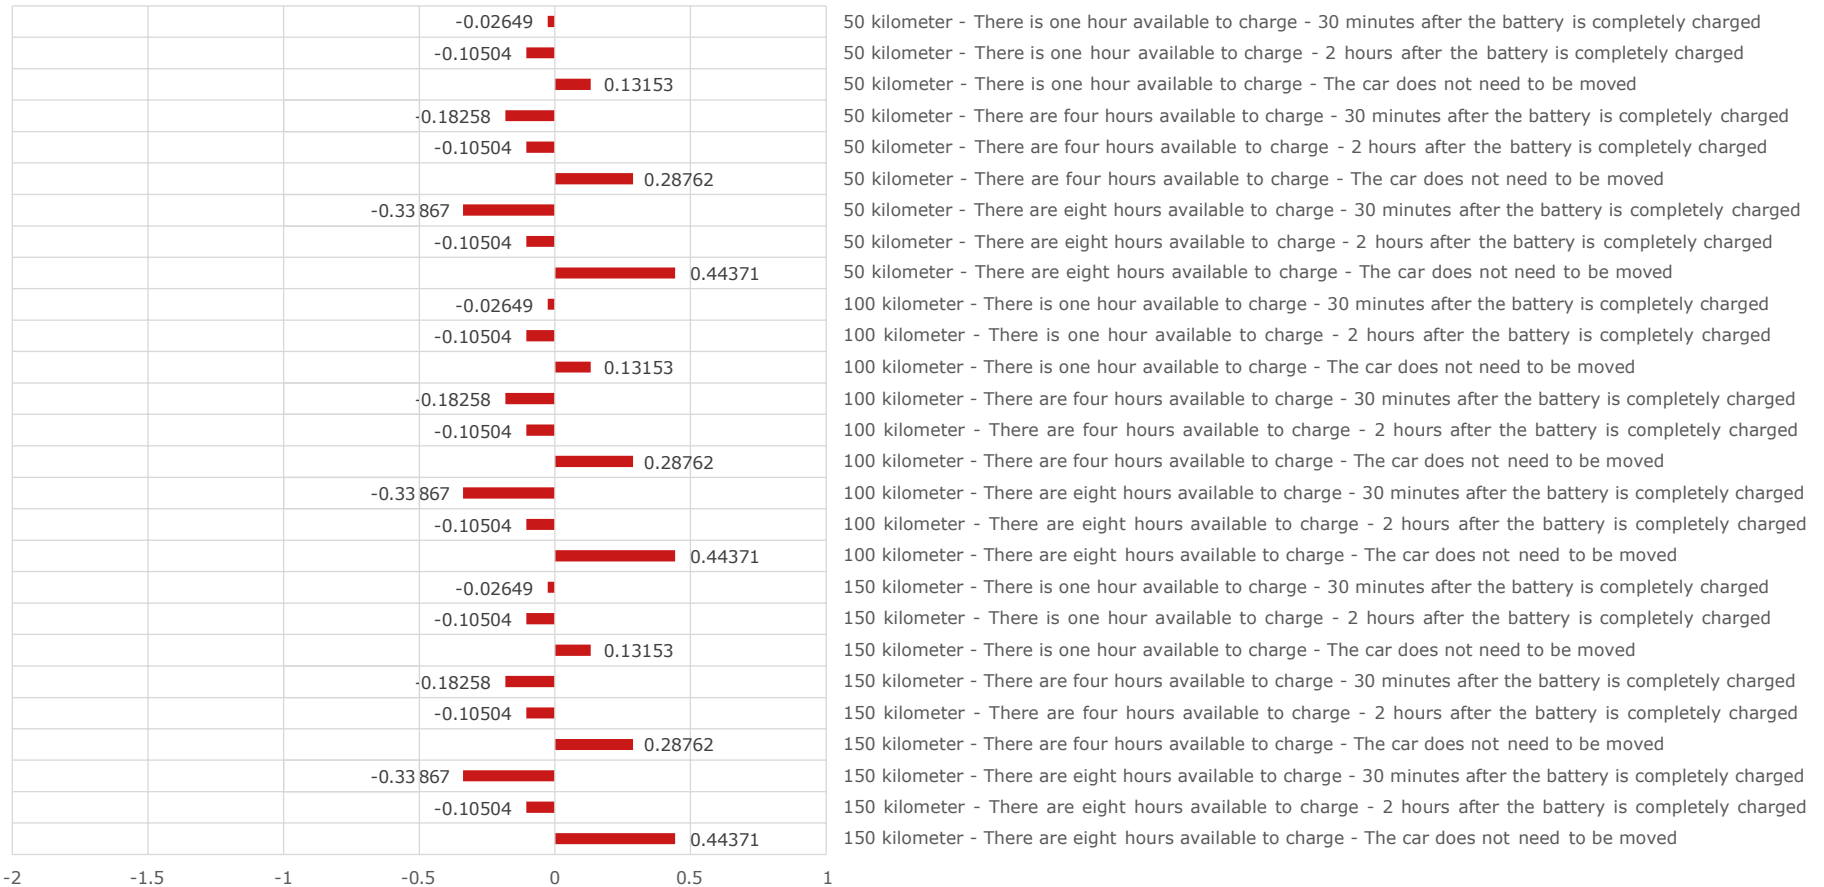 -0.02649 50 kilometer - There is one hour available to charge - 30 minutes after the battery is completely charged
-0.10504 50 kilometer - There is one hour available to charge - 2 hours after the battery is completely charged
0.13153 50 kilometer - There is one hour available to charge - The car does not need to be moved
-0.18258 50 kilometer - There are four hours available to charge - 30 minutes after the battery is completely charged
-0.10504 50 kilometer - There are four hours available to charge - 2 hours after the battery is completely charged
0.28762 50 kilometer - There are four hours available to charge - The car does not need to be moved
-0.33867 50 kilometer - There are eight hours available to charge - 30 minutes after the battery is completely charged
-0.10504 50 kilometer - There are eight hours available to charge - 2 hours after the battery is completely charged
0.44371 50 kilometer - There are eight hours available to charge - The car does not need to be moved
-0.02649 100 kilometer - There is one hour available to charge - 30 minutes after the battery is completely charged
-0.10504 100 kilometer - There is one hour available to charge - 2 hours after the battery is completely charged
0.13153 100 kilometer - There is one hour available to charge - The car does not need to be moved
-0.18258 100 kilometer - There are four hours available to charge - 30 minutes after the battery is completely charged
-0.10504 100 kilometer - There are four hours available to charge - 2 hours after the battery is completely charged
0.28762 100 kilometer - There are four hours available to charge - The car does not need to be moved
-0.33867 100 kilometer - There are eight hours available to charge - 30 minutes after the battery is completely charged
-0.10504 100 kilometer - There are eight hours available to charge - 2 hours after the battery is completely charged
0.44371 100 kilometer - There are eight hours available to charge - The car does not need to be moved
-0.02649 150 kilometer - There is one hour available to charge - 30 minutes after the battery is completely charged
-0.10504 150 kilometer - There is one hour available to charge - 2 hours after the battery is completely charged
0.13153 150 kilometer - There is one hour available to charge - The car does not need to be moved
-0.18258 150 kilometer - There are four hours available to charge - 30 minutes after the battery is completely charged
-0.10504 150 kilometer - There are four hours available to charge - 2 hours after the battery is completely charged
0.28762 150 kilometer - There are four hours available to charge - The car does not need to be moved
-0.33867 150 kilometer - There are eight hours available to charge - 30 minutes after the battery is completely charged
-0.10504 150 kilometer - There are eight hours available to charge - 2 hours after the battery is completely charged
0.44371 150 kilometer - There are eight hours available to charge - The car does not need to be moved
-2 -1.5 -1 -0.5 0 0.5 1